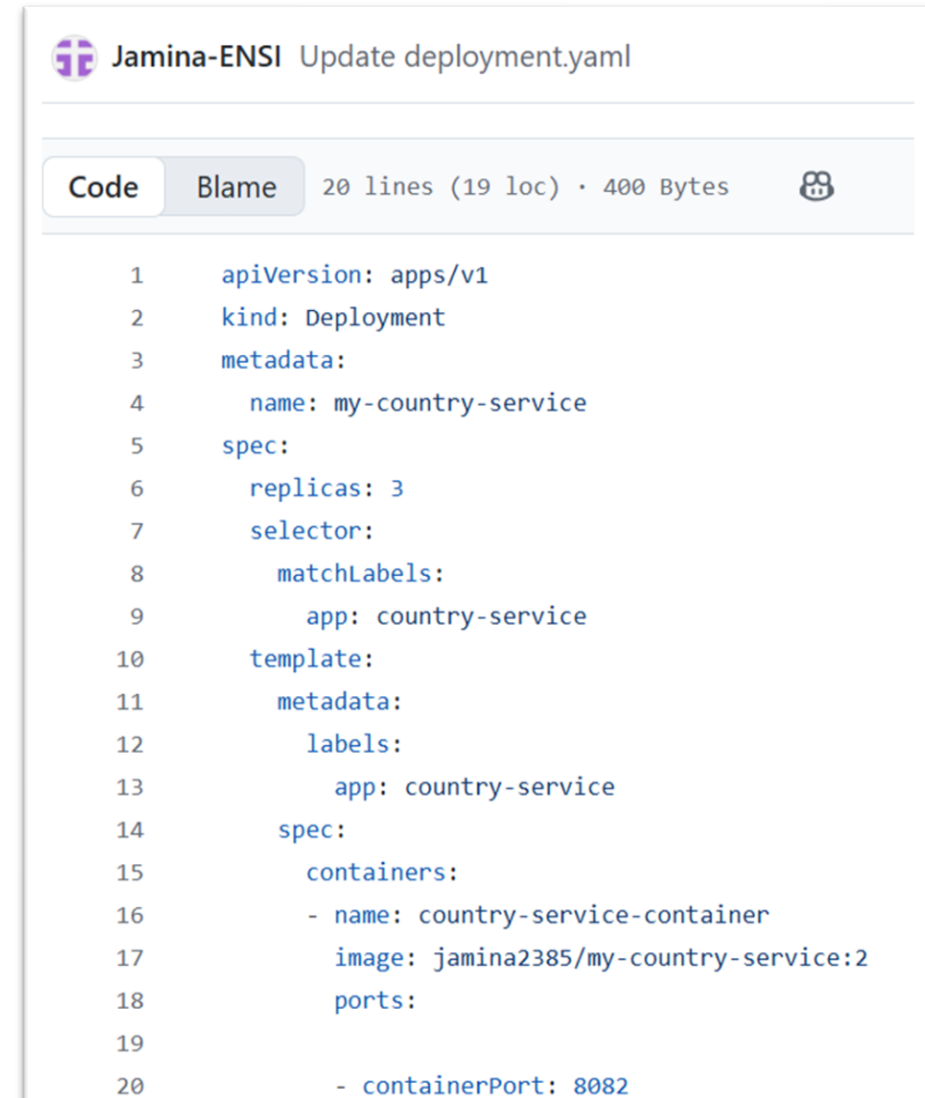 Jamina-ENSI Update deployment.yaml
Code Blame 20 lines (19 loc) · 400 Bytes
1 apiVersion: apps/v1
2 kind: Deployment
3 metadata:
4   name: my-country-service
5 spec:
6   replicas: 3
7   selector:
8     matchLabels:
9       app: country-service
10   template:
11     metadata:
12       labels:
13         app: country-service
14     spec:
15       containers:
16       - name: country-service-container
17         image: jamina2385/my-country-service:2
18         ports:
19
20         - containerPort: 8082